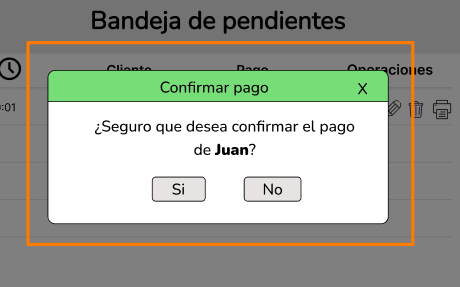 Bandeja de pendientes
Cliente Pago Operaciones
Confirmar pago X
:01
¿Seguro que desea confirmar el pago
de Juan?
Si No